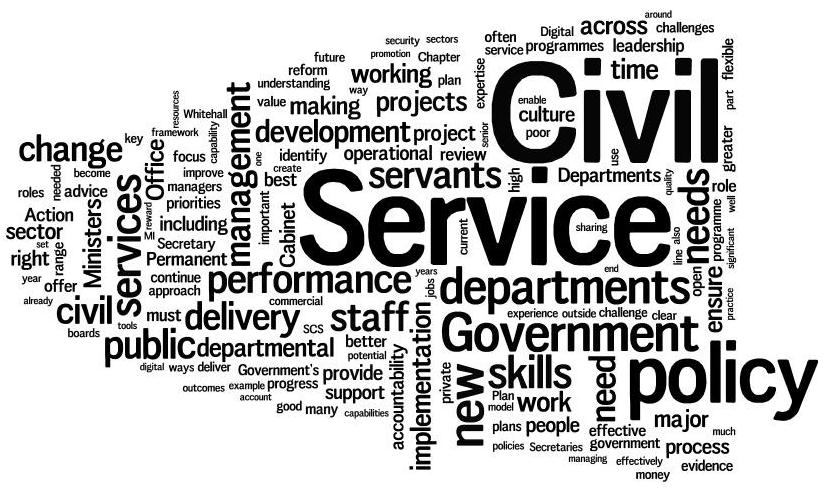 around
security sectors
often
Digital
across
challenges
future
promotion
Chapter
service
programmes
leadership
reform
working
plan
expertise
Civil
time
flexible
understanding
way
resources
Whitehall
management
value
making
projects
enable
culture
poor
part
change
key
framework
capability
development
project
senior
greater
focus
one
identify
operational
review
use
needed
become
Office
improve
create
best
servants
high
Departments
quality
needs
role
roles
advice
managers
priorities
Service
well
Action
Ministers
services
reward
including
important
Cabinet
current
sharing
also
programme
sector
set
MI
Secretary
line
significant
right
range
Permanent
end
open
ensure
year
offer
continue
performance
years
jobs
departments
practice
already
approach
commercial
civil
tools
must
delivery
SCS
staff
experience
outside
challenge
clear
boards
Government
public
departmental
better
potential
accountability
implementation
digital
ways
deliver
Government's
provide
private
new
skills
need
policy
outcomes
example
progress
support
Plan
model
work
account
good
many
capabilities
major
plans
people
effective
much
policies
Secretaries
government
process
managing
effectively
evidence
money